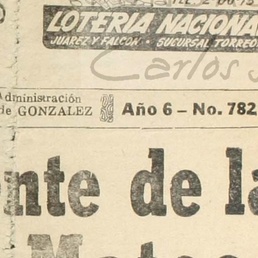 LOTERIA NACIONAL
JUAREZ Y FALCON • SUCURSAL TORREON
Carlos
Administración
de GONZALEZ
Año 6 - No. 782
nte de la